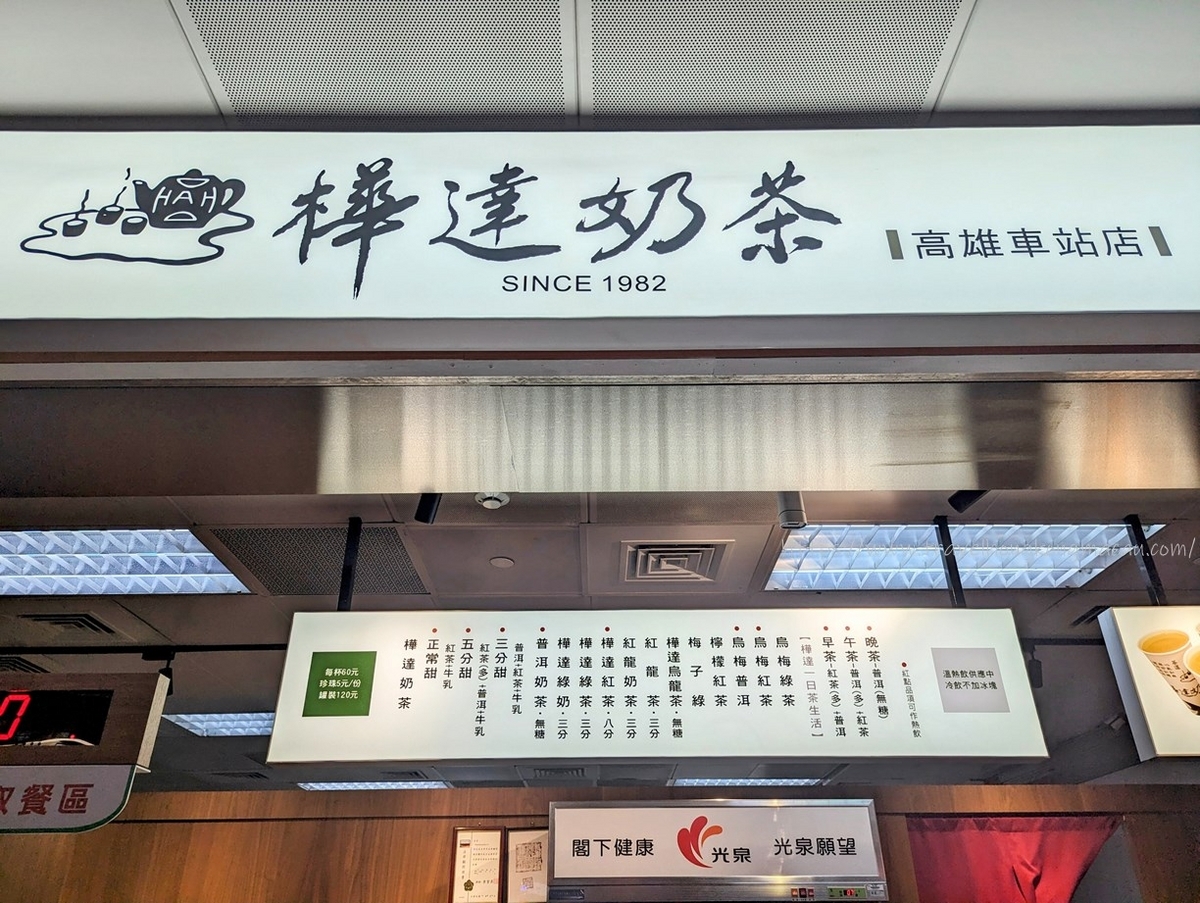 HAH
樺達奶茶
SINCE 1982
高雄車站店
每杯60元
珍珠5元/份
罐裝120元
樺達奶茶
正常甜
紅茶+牛乳
五分甜
紅茶(多)+普洱+牛乳
三分甜
普洱+紅茶+牛乳
普洱奶茶·無糖
樺達綠奶·三分
樺達綠茶·三分
樺達紅茶·八分
紅龍奶茶·三分
紅龍茶·三分
樺達烏龍茶·無糖
梅子綠
檸檬紅茶
烏梅普洱
烏梅紅茶
烏梅綠茶
[樺達一日茶生活]
早茶-紅茶(多)+普洱
午茶-普洱(多)+紅茶
晚茶-普洱(無糖)
紅點品項可作熱飲
溫熱飲供應中
冷飲不加冰塊
取餐區
閣下健康
光泉
光泉願望